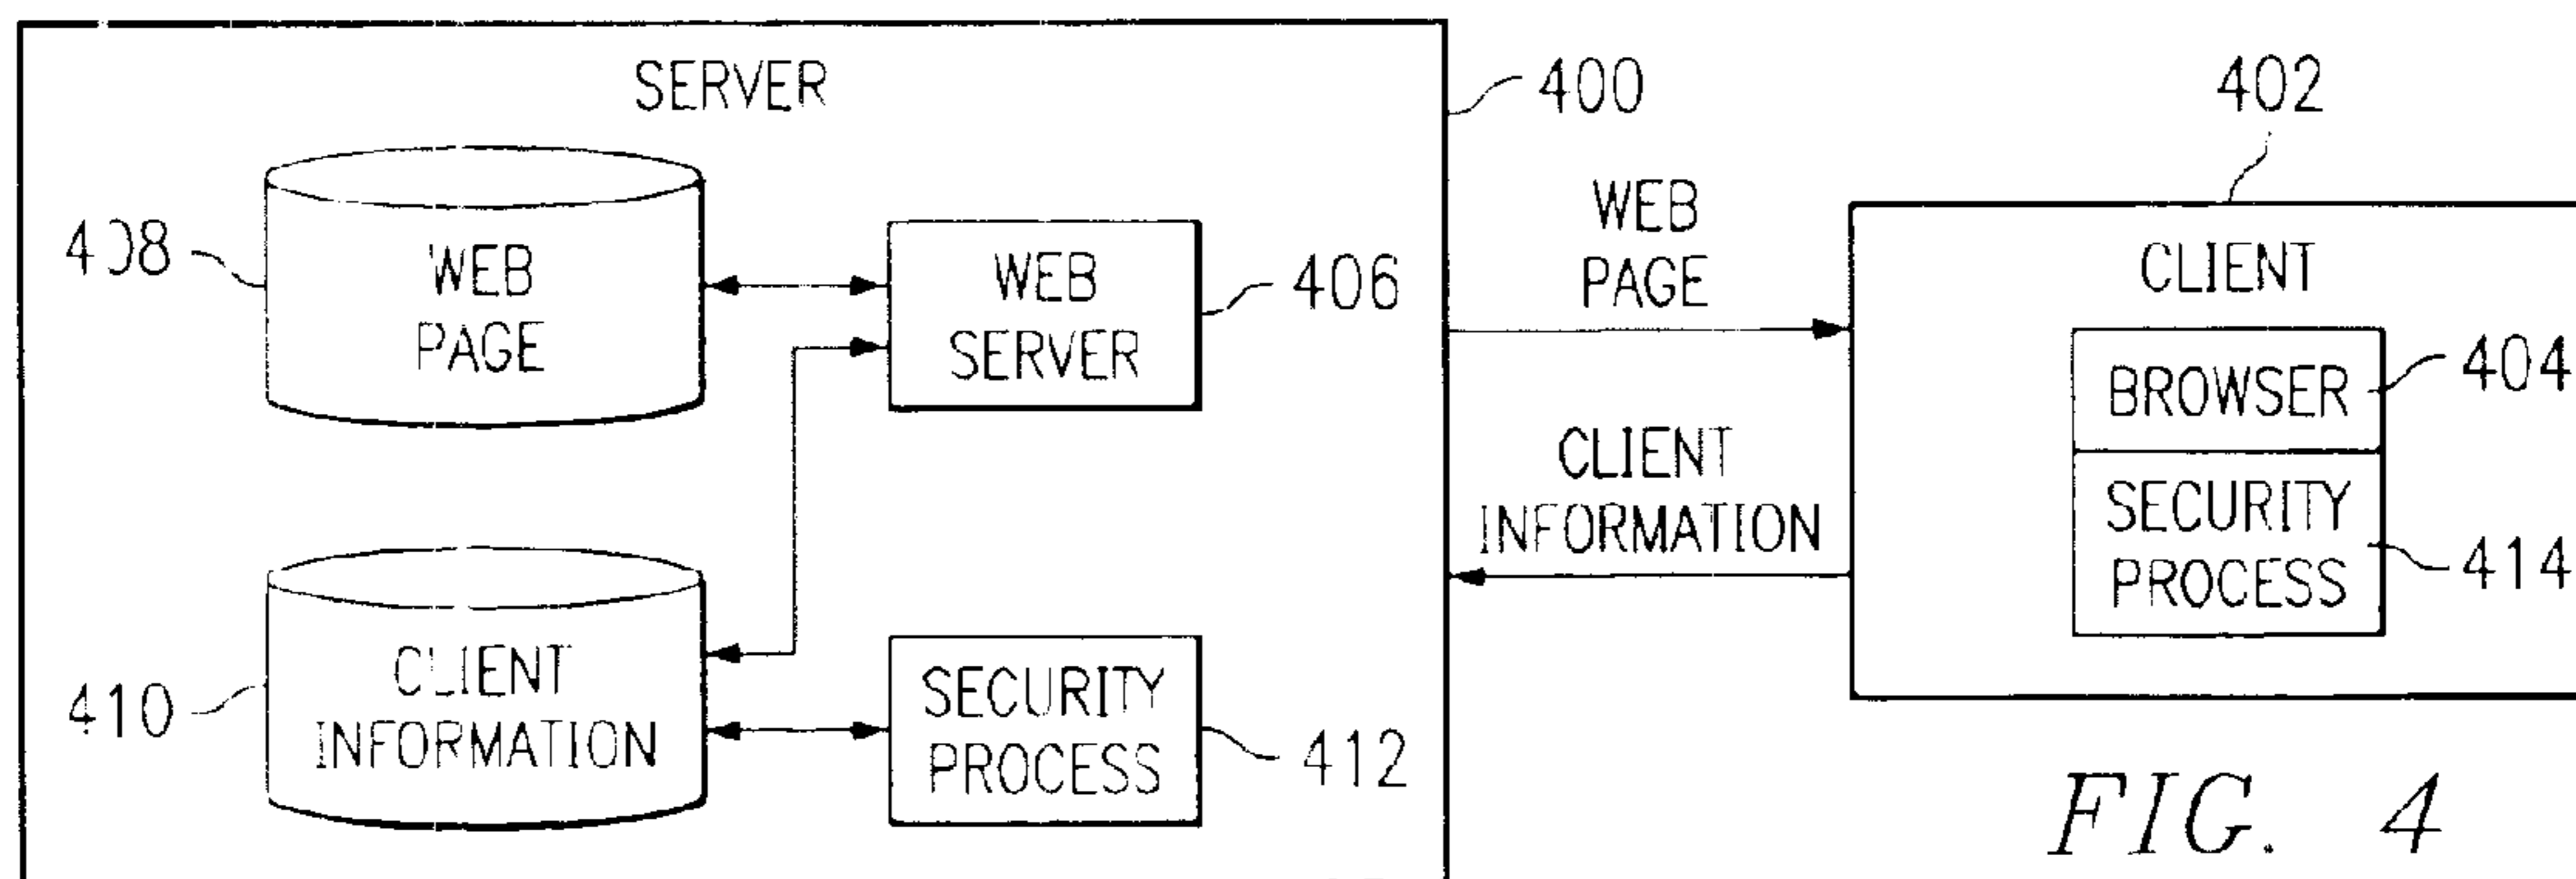 SERVER
400
402
408
WEB
PAGE
WEB
SERVER
406
WEB
PAGE
CLIENT
BROWSER
404
CLIENT
INFORMATION
SECURITY
PROCESS
414
410
CLIENT
INFORMATION
SECURITY
PROCESS
412
FIG. 4